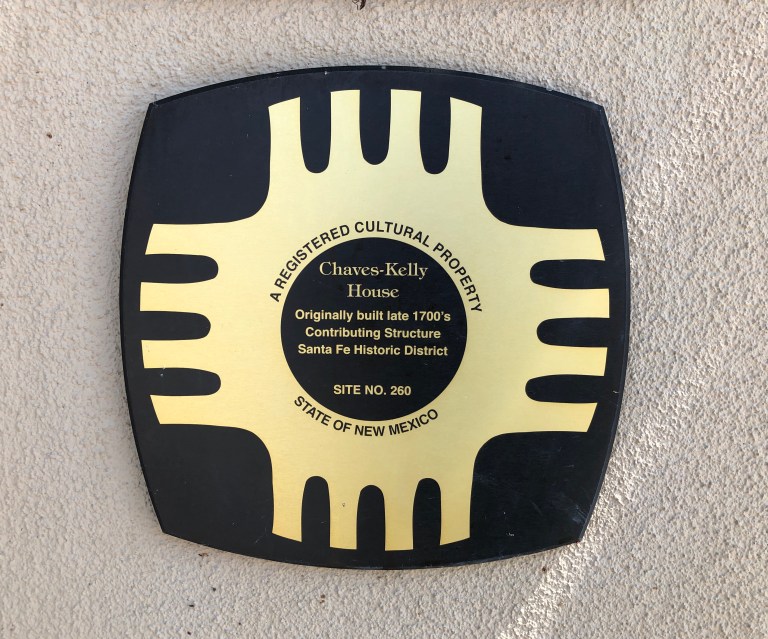 A REGISTERED CULTURAL PROPERTY
Chaves-Kelly
House
Originally built late 1700's
Contributing Structure
Santa Fe Historic District
SITE NO. 260
STATE OF NEW MEXICO